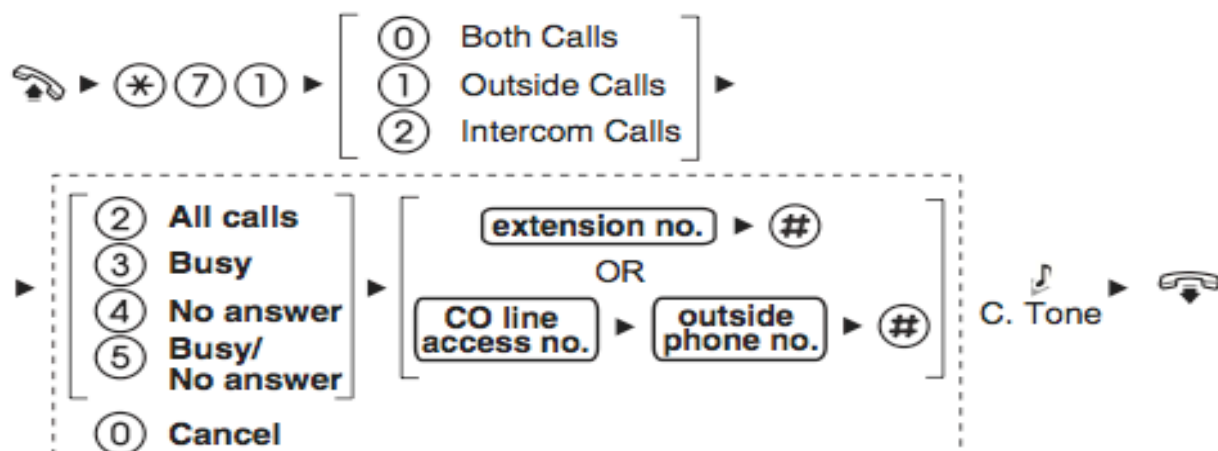 0 Both Calls
* 7 1 1 Outside Calls
2 Intercom Calls
2 All calls
3 Busy
4 No answer
5 Busy/
No answer
0 Cancel
extension no. #
OR
CO line
access no.
outside
phone no.
#
C. Tone